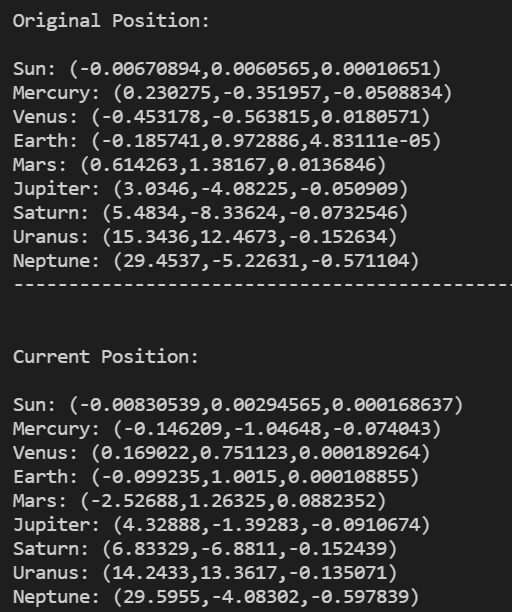 Original Position:
Sun: (-0.00670894,0.0060565,0.00010651)
Mercury: (0.230275,-0.351957,-0.0508834)
Venus: (-0.453178,-0.563815,0.0180571)
Earth: (-0.185741,0.972886,4.83111e-05)
Mars: (0.614263,1.38167,0.0136846)
Jupiter: (3.0346,-4.08225,-0.050909)
Saturn: (5.4834,-8.33624,-0.0732546)
Uranus: (15.3436,12.4673,-0.152634)
Neptune: (29.4537,-5.22631,-0.571104)
----------------------------------------------
Current Position:
Sun: (-0.00830539,0.00294565,0.000168637)
Mercury: (-0.146209,-1.04648,-0.074043)
Venus: (0.169022,0.751123,0.000189264)
Earth: (-0.099235,1.0015,0.000108855)
Mars: (-2.52688,1.26325,0.0882352)
Jupiter: (4.32888,-1.39283,-0.0910674)
Saturn: (6.83329,-6.8811,-0.152439)
Uranus: (14.2433,13.3617,-0.135071)
Neptune: (29.5955,-4.08302,-0.597839)